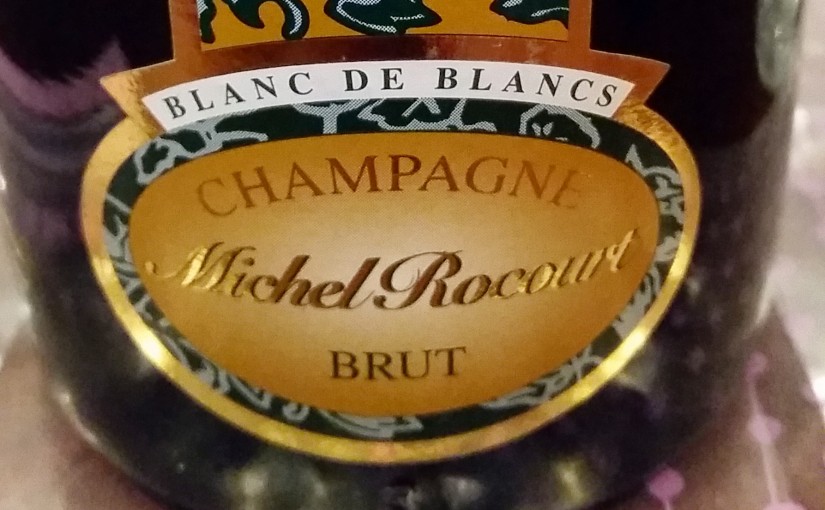 BLANC DE BLANCS
CHAMPAGNE
Michel Rocourt
BRUT